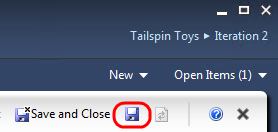 Tailspin Toys ▸ Iteration 2
New ▾ Open Items (1) ▾
Save and Close